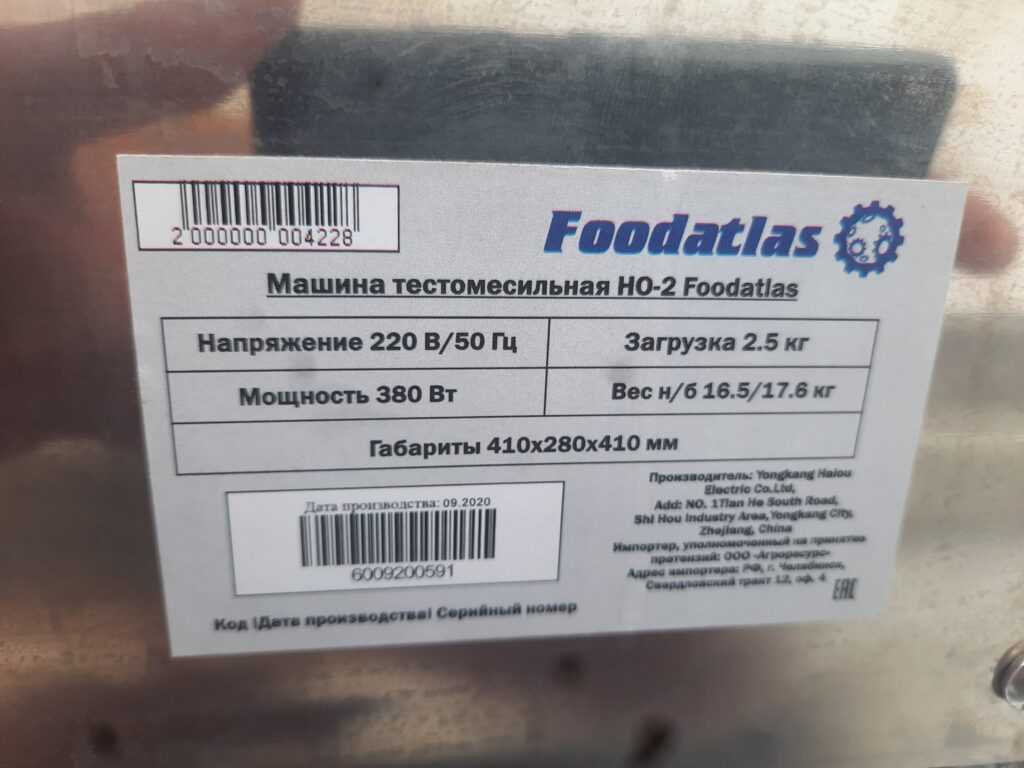 2 000000 004228
Foodatlas
Машина тестомесильная HO-2 Foodatlas
Напряжение 220 В/50 Гц
Загрузка 2.5 кг
Мощность 380 Вт
Вес н/б 16.5/17.6 кг
Габариты 410x280x410 мм
Дата производства: 09.2020
6009200591
Код \Дата производства\ Серийный номер
Производитель: Yongkang Haiou
Electric Co.Ltd,
Add: NO. 1Tian He South Road,
Shi Hou Industry Area, Yongkang City,
Zhejiang, China
Импортер, уполномоченный на принятие
претензий: ООО «Агроресурс»
Адрес импортера: РФ, г. Челябинск,
Свердловский тракт 12, оф. 4
EAC